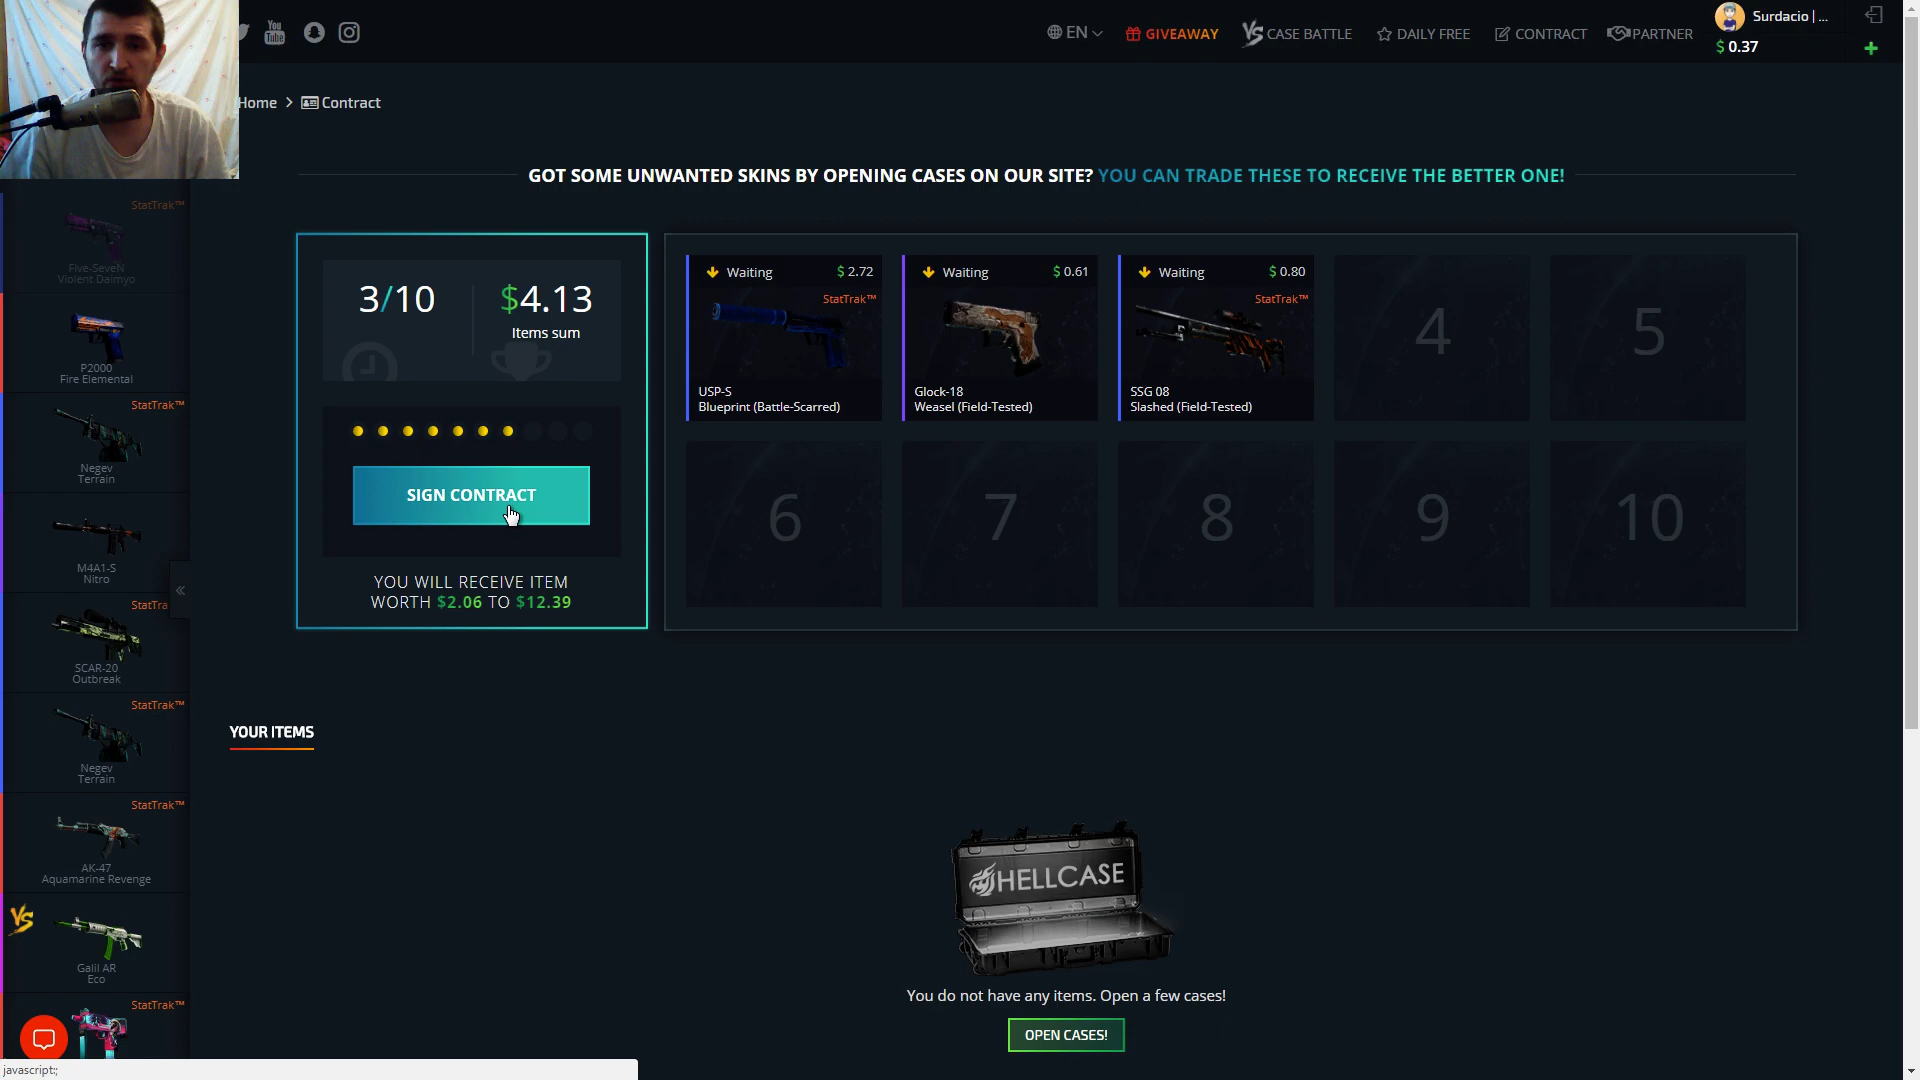 You
Tube
EN
GIVEAWAY
VS CASE BATTLE
DAILY FREE
CONTRACT
PARTNER
Surdacio | ...
$ 0.37
Home > Contract
GOT SOME UNWANTED SKINS BY OPENING CASES ON OUR SITE? YOU CAN TRADE THESE TO RECEIVE THE BETTER ONE!
3/10
$4.13
Items sum
SIGN CONTRACT
YOU WILL RECEIVE ITEM
WORTH $2.06 TO $12.39
Waiting $ 2.72
StatTrak™
USP-S
Blueprint (Battle-Scarred)
Waiting $ 0.61
Glock-18
Weasel (Field-Tested)
Waiting $ 0.80
StatTrak™
SSG 08
Slashed (Field-Tested)
4
5
6
7
8
9
10
StatTrak™
Five-SeveN
Violent Daimyo
P2000
Fire Elemental
StatTrak™
Negev
Terrain
M4A1-S
Nitro
StatTra
SCAR-20
Outbreak
StatTrak™
Negev
Terrain
StatTrak™
AK-47
Aquamarine Revenge
VS
Galil AR
Eco
StatTrak™
«
YOUR ITEMS
HELLCASE
You do not have any items. Open a few cases!
OPEN CASES!
javascript:;